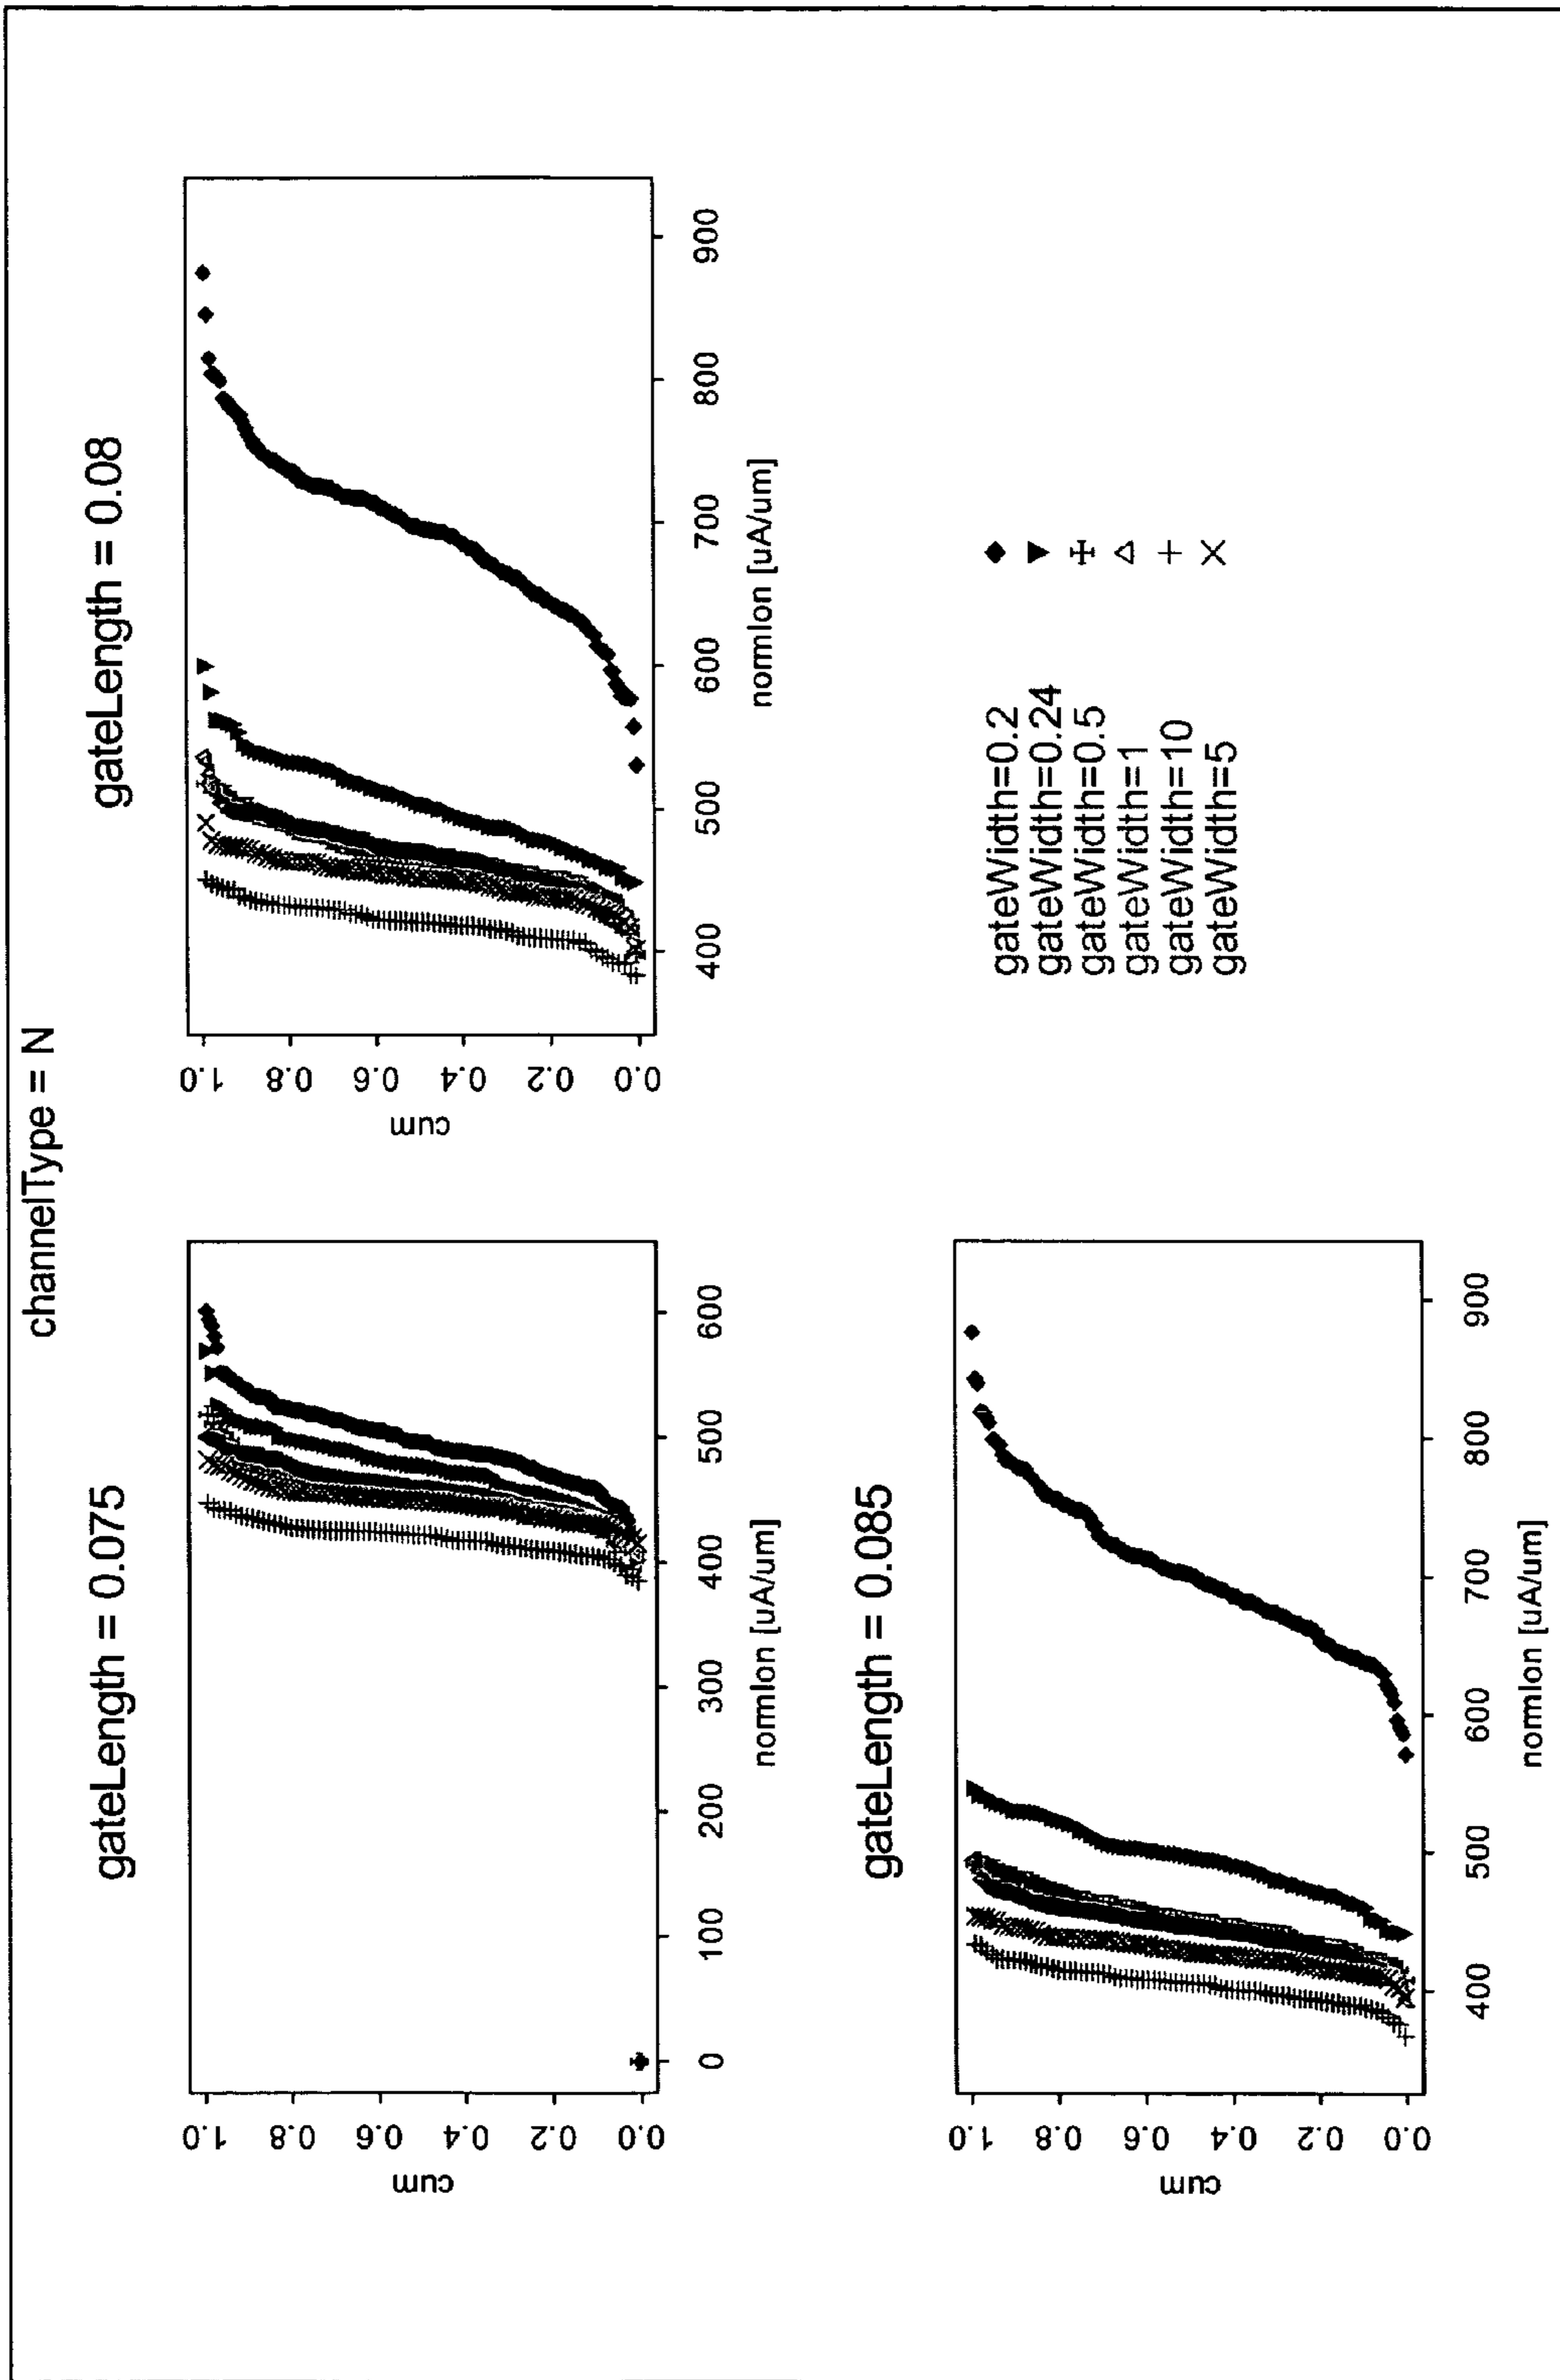 channelType = N
gateLength = 0.075
cum
1.0
0.8
0.6
0.4
0.2
0.0
0 100 200 300 400 500 600
normIon [uA/um]
gateLength = 0.08
cum
1.0
0.8
0.6
0.4
0.2
0.0
400 500 600 700 800 900
normIon [uA/um]
gateLength = 0.085
cum
1.0
0.8
0.6
0.4
0.2
0.0
400 500 600 700 800 900
normIon [uA/um]
gateWidth=0.2
gateWidth=0.24
gateWidth=0.5
gateWidth=1
gateWidth=10
gateWidth=5